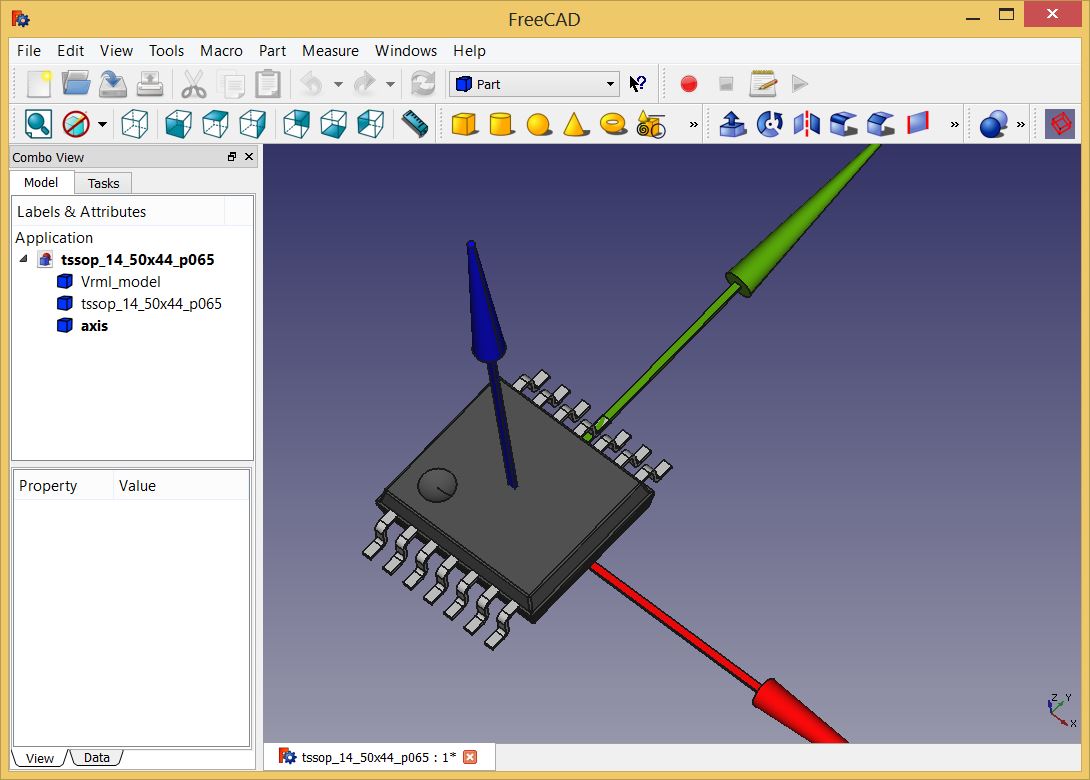 FreeCAD
File Edit View Tools Macro Part Measure Windows Help
Part
»
»
»
Combo View
Model Tasks
Labels & Attributes
Application
tssop_14_50x44_p065
Vrml_model
tssop_14_50x44_p065
axis
Property Value
View Data
Z Y
X
tssop_14_50x44_p065 : 1*